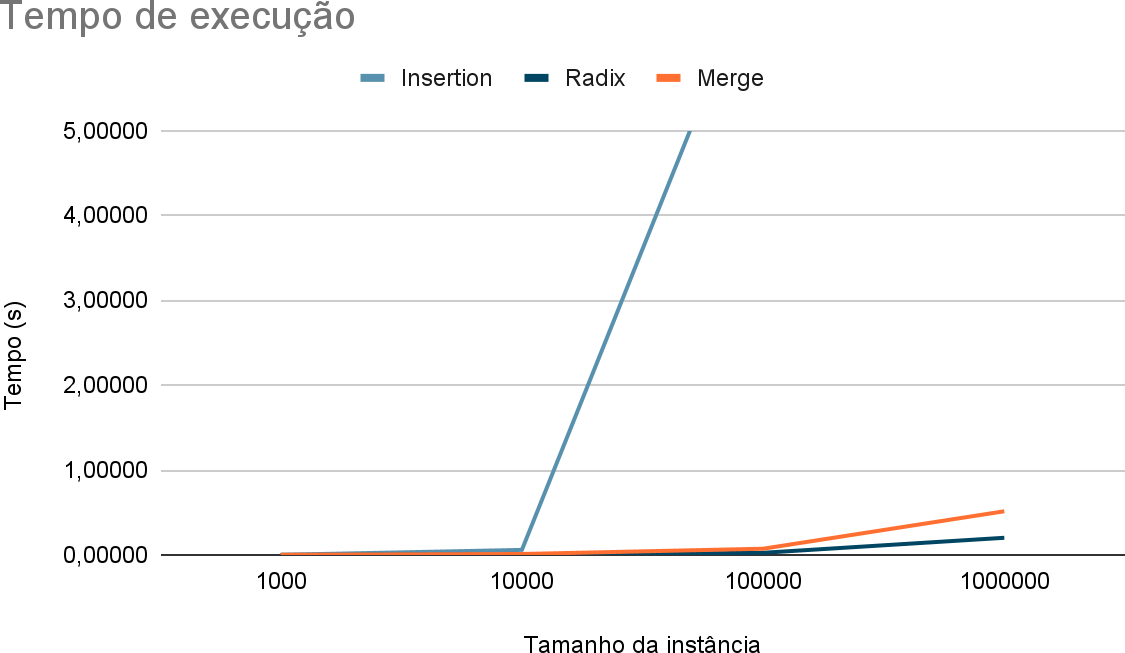 Tempo de execução
Insertion Radix Merge
5,00000
4,00000
3,00000
2,00000
1,00000
0,00000
Tempo (s)
1000 10000 100000 1000000
Tamanho da instância